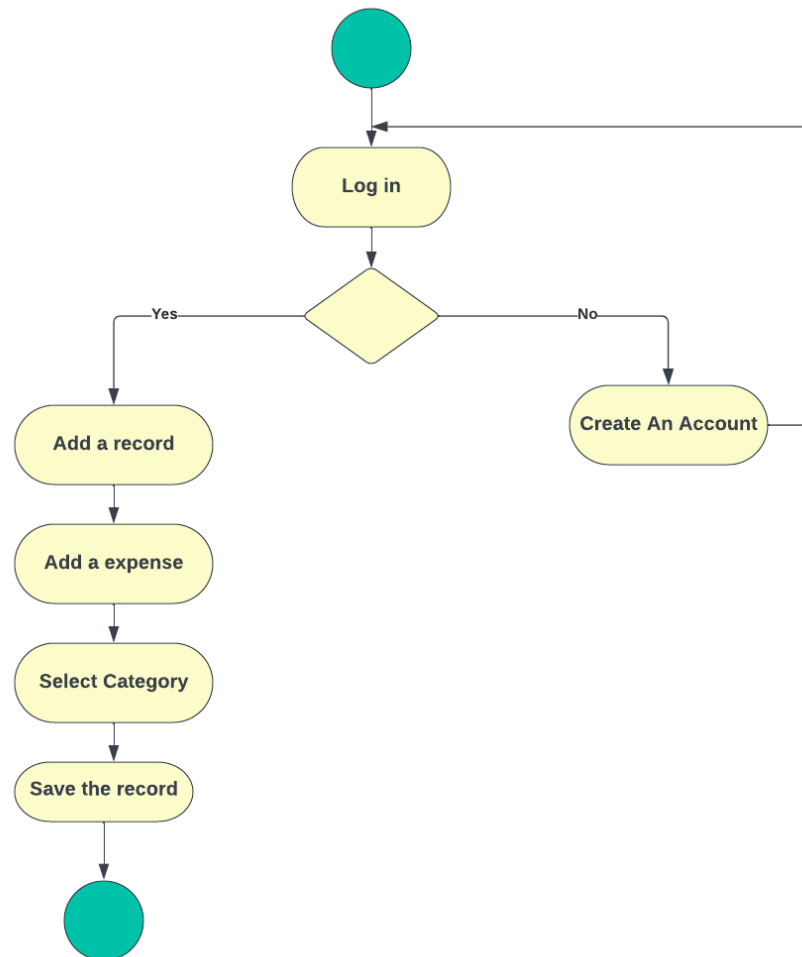 Log in
Yes
No
Add a record
Create An Account
Add a expense
Select Category
Save the record